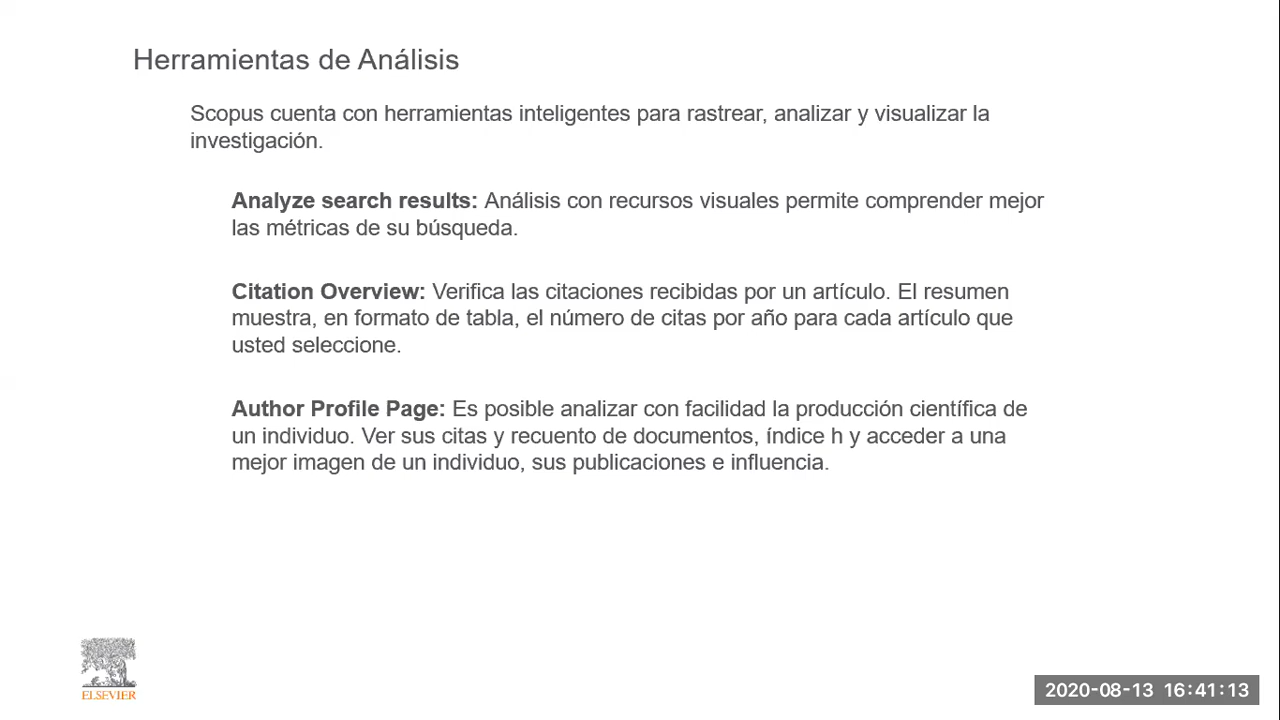 Herramientas de Análisis
Scopus cuenta con herramientas inteligentes para rastrear, analizar y visualizar la
investigación.
Analyze search results: Análisis con recursos visuales permite comprender mejor
las métricas de su búsqueda.
Citation Overview: Verifica las citaciones recibidas por un artículo. El resumen
muestra, en formato de tabla, el número de citas por año para cada artículo que
usted seleccione.
Author Profile Page: Es posible analizar con facilidad la producción científica de
un individuo. Ver sus citas y recuento de documentos, índice h y acceder a una
mejor imagen de un individuo, sus publicaciones e influencia.
ELSEVIER
2020-08-13 16:41:13